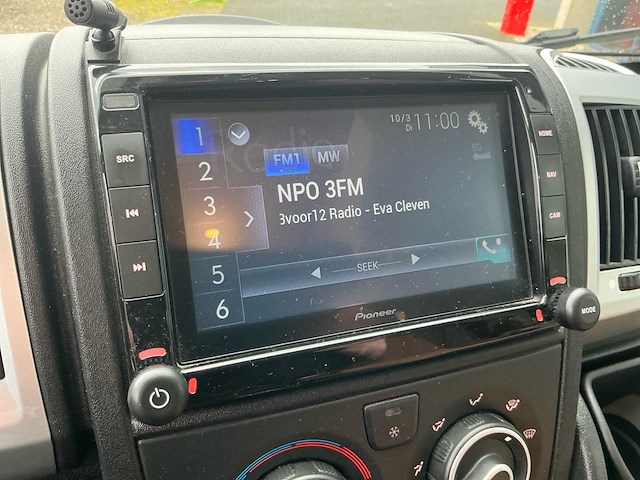 1
2
3
4
5
6
Radio
10/3
Di
11:00
FM1 MW
NPO 3FM
3voor12 Radio - Eva Cleven
SEEK
Pioneer
SRC
HOME
NAV
CAM
MODE